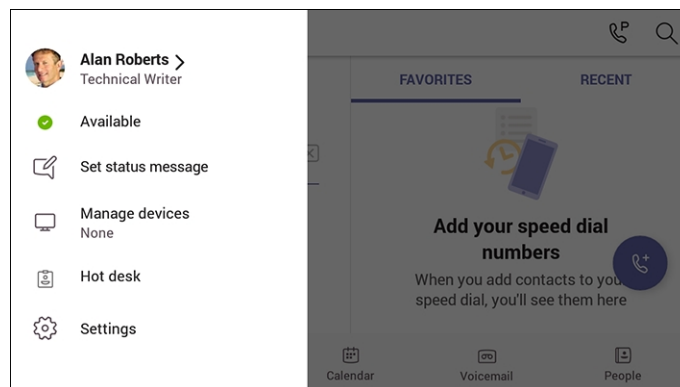 Alan Roberts
Technical Writer
Available
Set status message
Manage devices
None
Hot desk
Settings
P
FAVORITES
RECENT
Add your speed dial
numbers
When you add contacts to you
speed dial, you'll see them here
Calendar
Voicemail
People